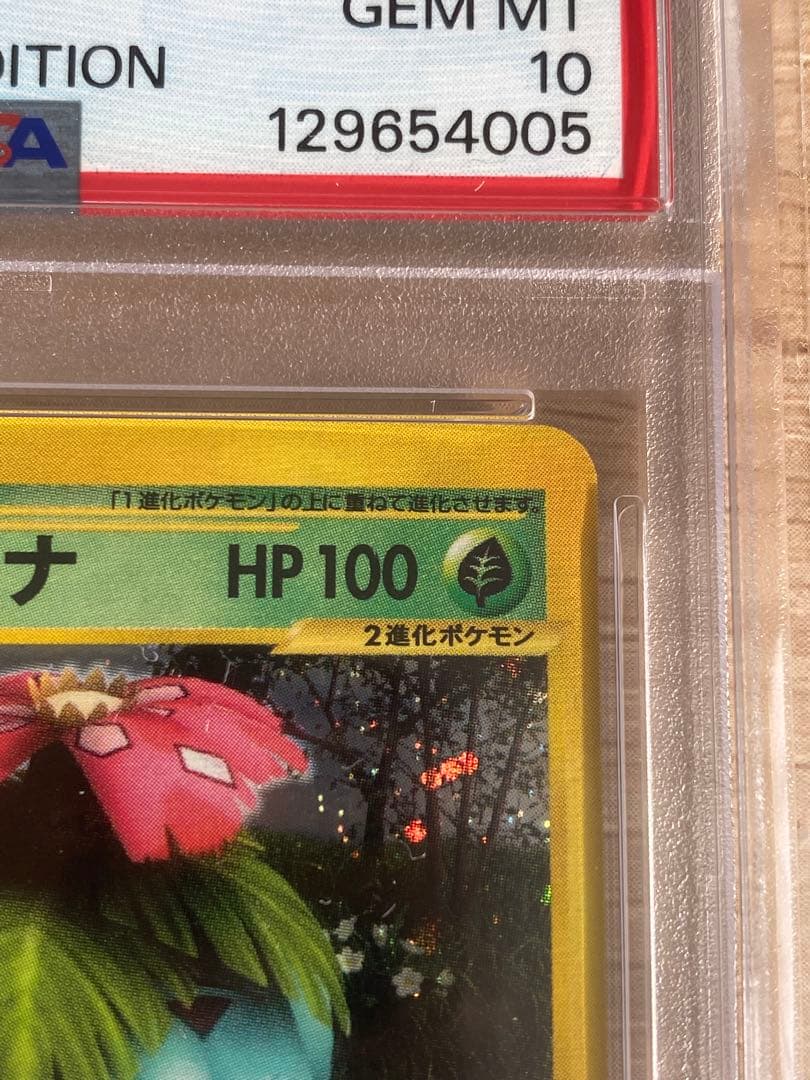 GEM MT
DITION
10
SA
129654005
「1進化ポケモン」の上に重ねて進化させます。
ナ
HP 100
2進化ポケモン